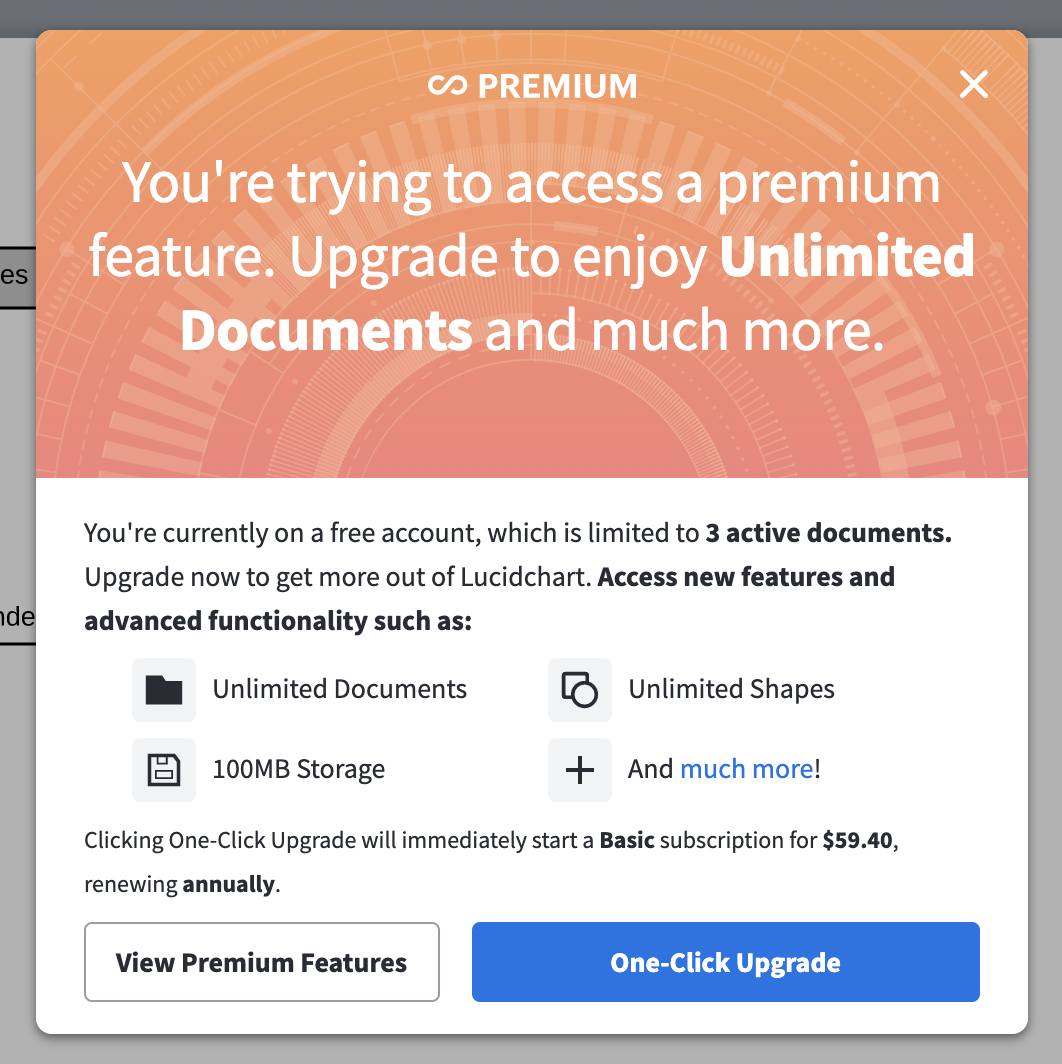 PREMIUM
You're trying to access a premium
feature. Upgrade to enjoy Unlimited
Documents and much more.
es
You're currently on a free account, which is limited to 3 active documents.
Upgrade now to get more out of Lucidchart. Access new features and
advanced functionality such as:
nde
Unlimited Documents
Unlimited Shapes
100MB Storage
And much more!
Clicking One-Click Upgrade will immediately start a Basic subscription for $59.40,
renewing annually.
View Premium Features
One-Click Upgrade